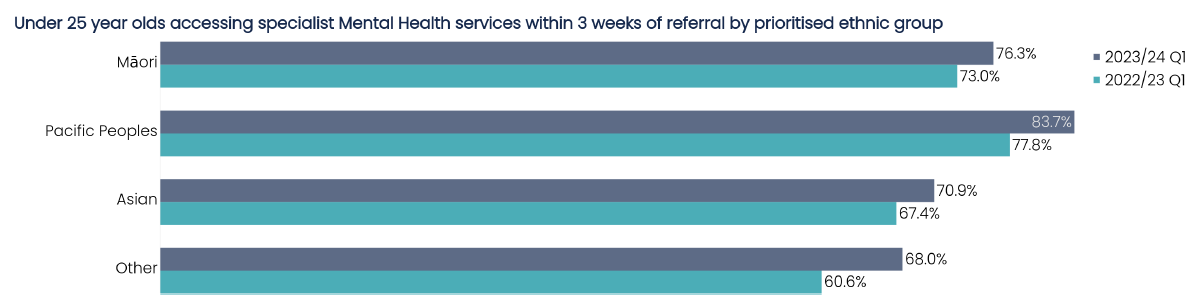 Under 25 year olds accessing specialist Mental Health services within 3 weeks of referral by prioritised ethnic group
Māori
76.3%
73.0%
2023/24 Q1
2022/23 Q1
Pacific Peoples
83.7%
77.8%
Asian
70.9%
67.4%
Other
68.0%
60.6%